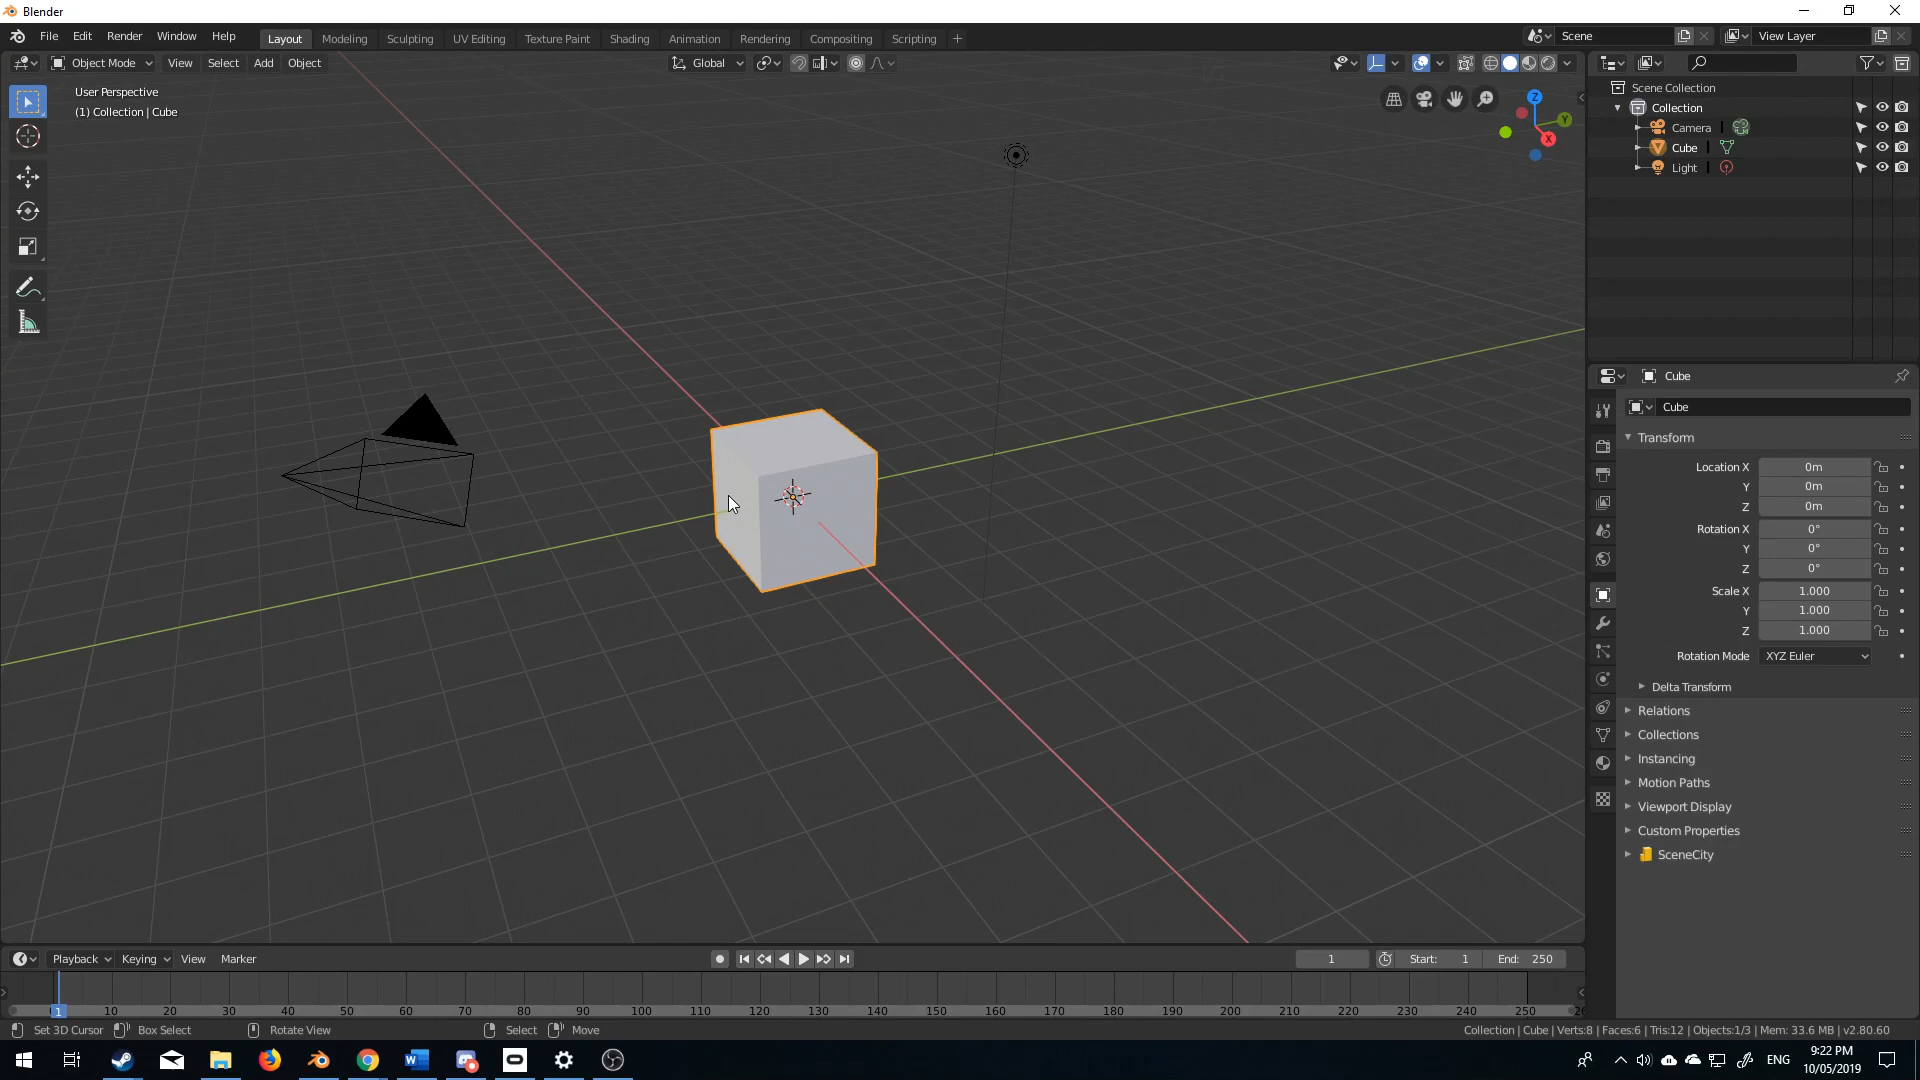 Blender
File Edit Render Window Help
Layout Modeling Sculpting UV Editing Texture Paint Shading Animation Rendering Compositing Scripting +
Scene
View Layer
Object Mode View Select Add Object
Global
User Perspective
(1) Collection | Cube
Z
Y
X
Scene Collection
Collection
Camera
Cube
Light
Cube
Cube
Transform
Location X 0m
Y 0m
Z 0m
Rotation X 0°
Y 0°
Z 0°
Scale X 1.000
Y 1.000
Z 1.000
Rotation Mode XYZ Euler
Delta Transform
Relations
Collections
Instancing
Motion Paths
Viewport Display
Custom Properties
SceneCity
Playback Keying View Marker
1
Start: 1 End: 250
1 10 20 30 40 50 60 70 80 90 100 110 120 130 140 150 160 170 180 190 200 210 220 230 240 250
Set 3D Cursor Box Select Rotate View Select Move
Collection | Cube | Verts:8 | Faces:6 | Tris:12 | Objects:1/3 | Mem: 33.6 MB | v2.80.60
ENG
9:22 PM
10/05/2019